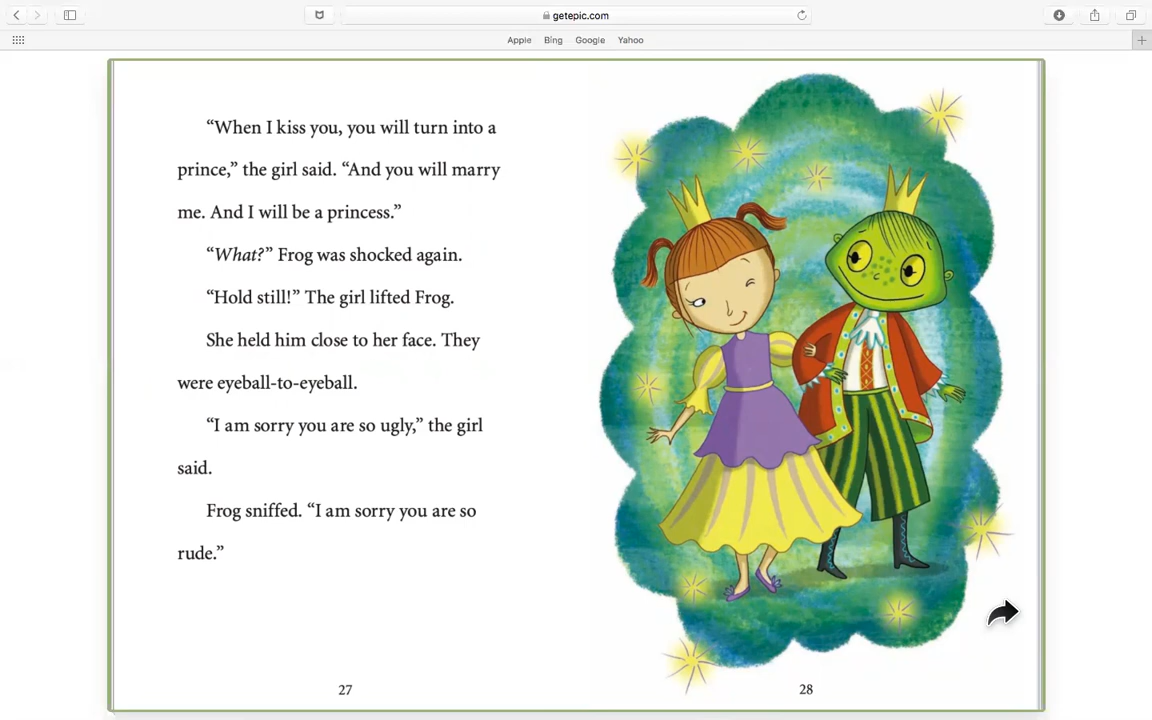 getepic.com
Apple Bing Google Yahoo
“When I kiss you, you will turn into a
prince,” the girl said. “And you will marry
me. And I will be a princess.”
“What?” Frog was shocked again.
“Hold still!” The girl lifted Frog.
She held him close to her face. They
were eyeball-to-eyeball.
“I am sorry you are so ugly,” the girl
said.
Frog sniffed. “I am sorry you are so
rude.”
27
28